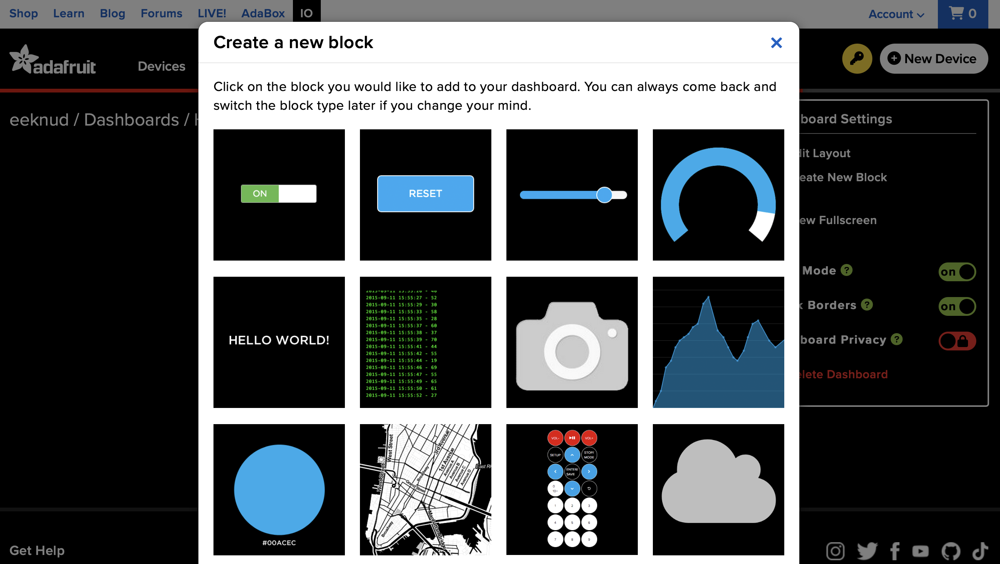 Shop Learn Blog Forums LIVE! AdaBox IO Account 0
Create a new block
adafruit Devices New Device
Click on the block you would like to add to your dashboard. You can always come back and
switch the block type later if you change your mind.
eeknud / Dashboards /
board Settings
dit Layout
eate New Block
ew Fullscreen
Mode ? on
k Borders ? on
board Privacy ?
elete Dashboard
ON
RESET
HELLO WORLD!
2015-09-11 15:55:26 - 40
2015-09-11 15:55:27 - 52
2015-09-11 15:55:29 - 30
2015-09-11 15:55:33 - 58
2015-09-11 15:55:35 - 28
2015-09-11 15:55:37 - 60
2015-09-11 15:55:38 - 37
2015-09-11 15:55:39 - 70
2015-09-11 15:55:41 - 44
2015-09-11 15:55:42 - 55
2015-09-11 15:55:44 - 19
2015-09-11 15:55:46 - 69
2015-09-11 15:55:47 - 55
2015-09-11 15:55:49 - 65
2015-09-11 15:55:50 - 61
2015-09-11 15:55:52 - 27
#00ACEC
West Street
West Street
3rd Avenue
1st Avenue
Avenue A
Avenue B
Avenue C
Avenue D
East Ri
Broadway
Grand Street
Broadway
Manhattan Bridge
VOL- VOL+
SETUP STOP/
MODE
ENTER/
SAVE
0
10+
1 2 3
4 5 6
7 8 9
Get Help